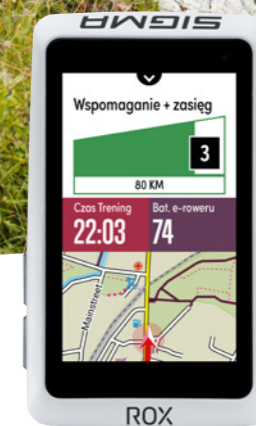 SIGMA
Wspomaganie + zasięg
3
80 KM
Czas Trening
Bat. e-roweru
22:03
74
Mainstreet
ROX